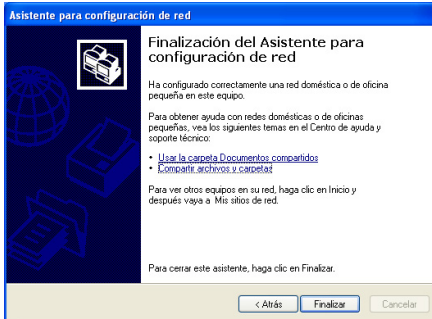 Asistente para configuración de red
Finalización del Asistente para
configuración de red
Ha configurado correctamente una red doméstica o de oficina
pequeña en este equipo.
Para obtener ayuda con redes domésticas o de oficinas
pequeñas, vea los siguientes temas en el Centro de ayuda y
soporte técnico:
• Usar la carpeta Documentos compartidos
• Compartir archivos y carpetas
Para ver otros equipos en su red, haga clic en Inicio y
después vaya a Mis sitios de red.
Para cerrar este asistente, haga clic en Finalizar.
< Atrás Finalizar Cancelar